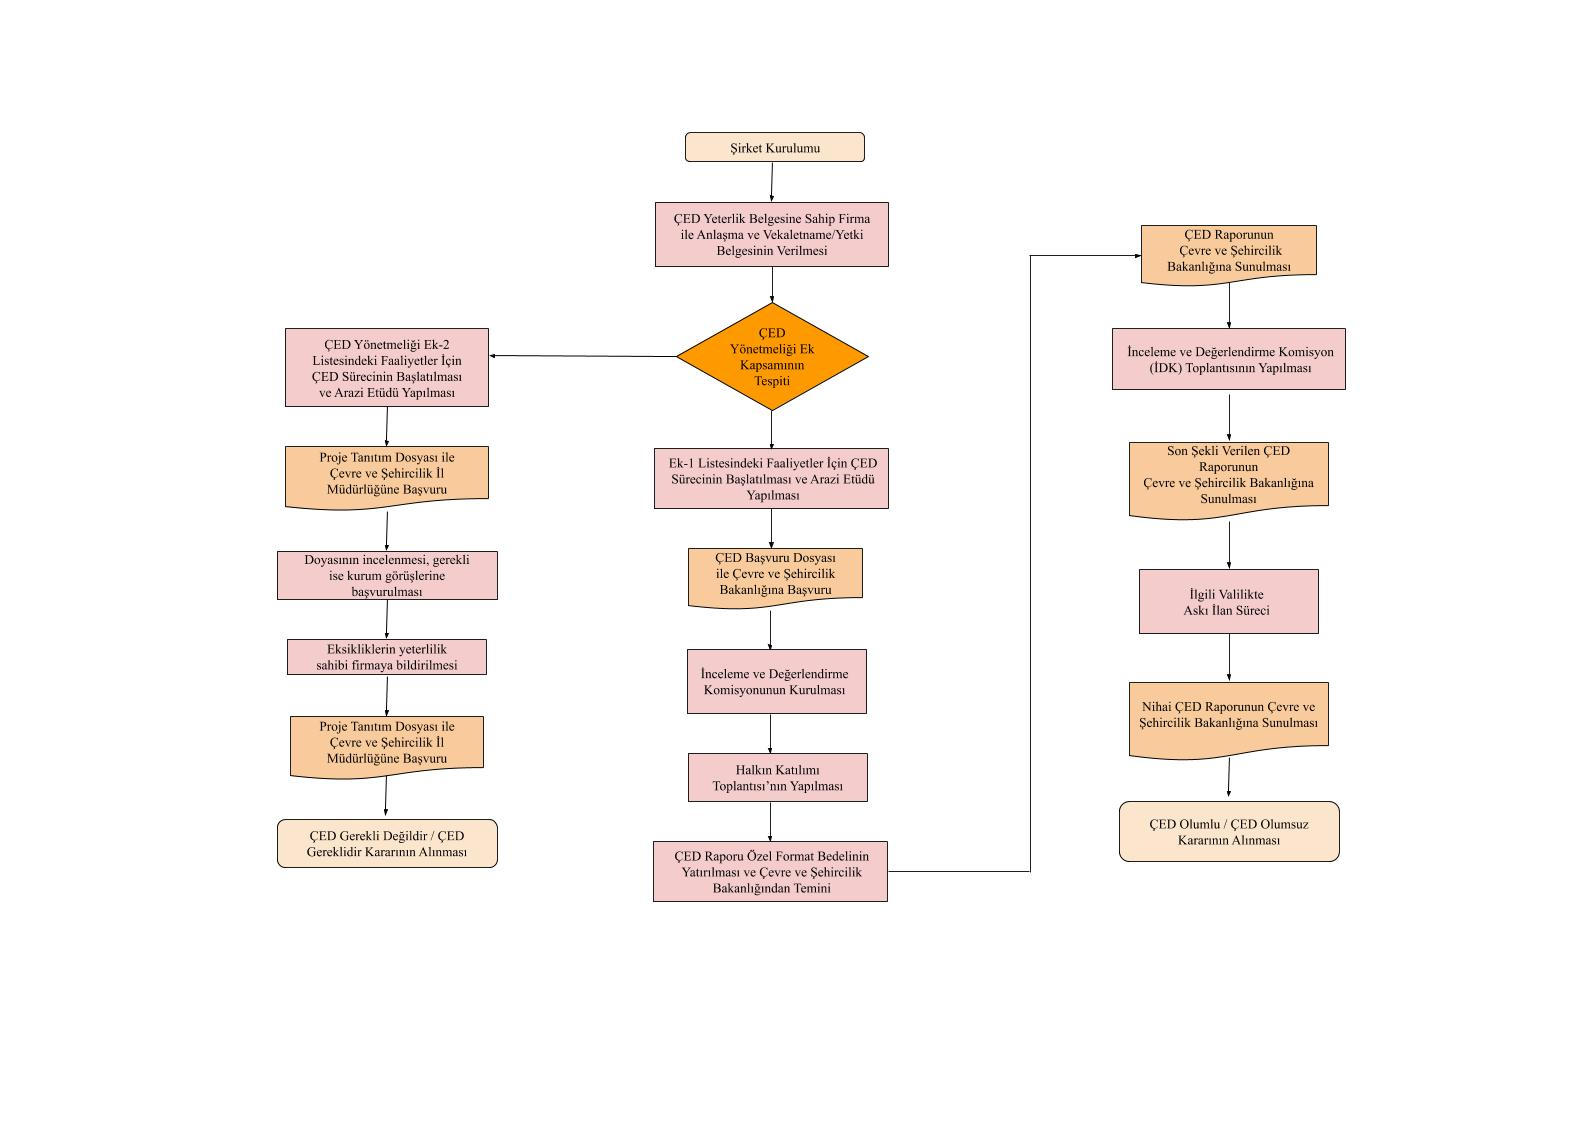 Şirket Kurulumu
ÇED Yeterlik Belgesine Sahip Firma
ile Anlaşma ve Vekaletname/Yetki
Belgesinin Verilmesi
ÇED
Yönetmeliği Ek
Kapsamının
Tespiti
ÇED Yönetmeliği Ek-2
Listesindeki Faaliyetler İçin
ÇED Sürecinin Başlatılması
ve Arazi Etüdü Yapılması
Proje Tanıtım Dosyası ile
Çevre ve Şehircilik İl
Müdürlüğüne Başvuru
Doyasının incelenmesi, gerekli
ise kurum görüşlerine
başvurulması
Eksikliklerin yeterlilik
sahibi firmaya bildirilmesi
Proje Tanıtım Dosyası ile
Çevre ve Şehircilik İl
Müdürlüğüne Başvuru
ÇED Gerekli Değildir / ÇED
Gereklidir Kararının Alınması
Ek-1 Listesindeki Faaliyetler İçin ÇED
Sürecinin Başlatılması ve Arazi Etüdü
Yapılması
ÇED Başvuru Dosyası
ile Çevre ve Şehircilik
Bakanlığına Başvuru
İnceleme ve Değerlendirme
Komisyonunun Kurulması
Halkın Katılımı
Toplantısı’nın Yapılması
ÇED Raporu Özel Format Bedelinin
Yatırılması ve Çevre ve Şehircilik
Bakanlığından Temini
ÇED Raporunun
Çevre ve Şehircilik
Bakanlığına Sunulması
İnceleme ve Değerlendirme Komisyon
(İDK) Toplantısının Yapılması
Son Şekli Verilen ÇED
Raporunun
Çevre ve Şehircilik Bakanlığına
Sunulması
İlgili Valilikte
Askı İlan Süreci
Nihai ÇED Raporunun Çevre ve
Şehircilik Bakanlığına Sunulması
ÇED Olumlu / ÇED Olumsuz
Kararının Alınması